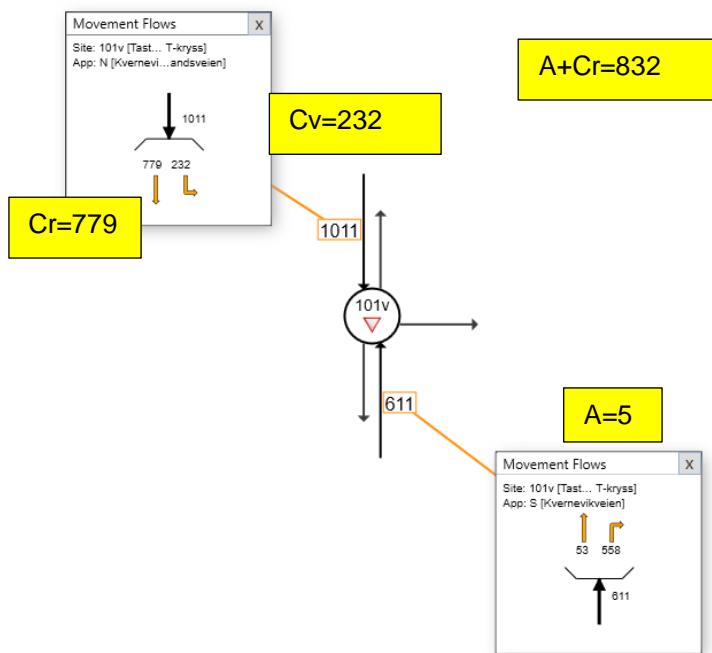 Movement Flows
X
Site: 101v [Tast... T-kryss]
App: N [Kvernevi...andsveien]
1011
779 232
A+Cr=832
Cv=232
Cr=779
1011
101v
611
A=5
Movement Flows
X
Site: 101v [Tast... T-kryss]
App: S [Kvernevikveien]
53 558
611